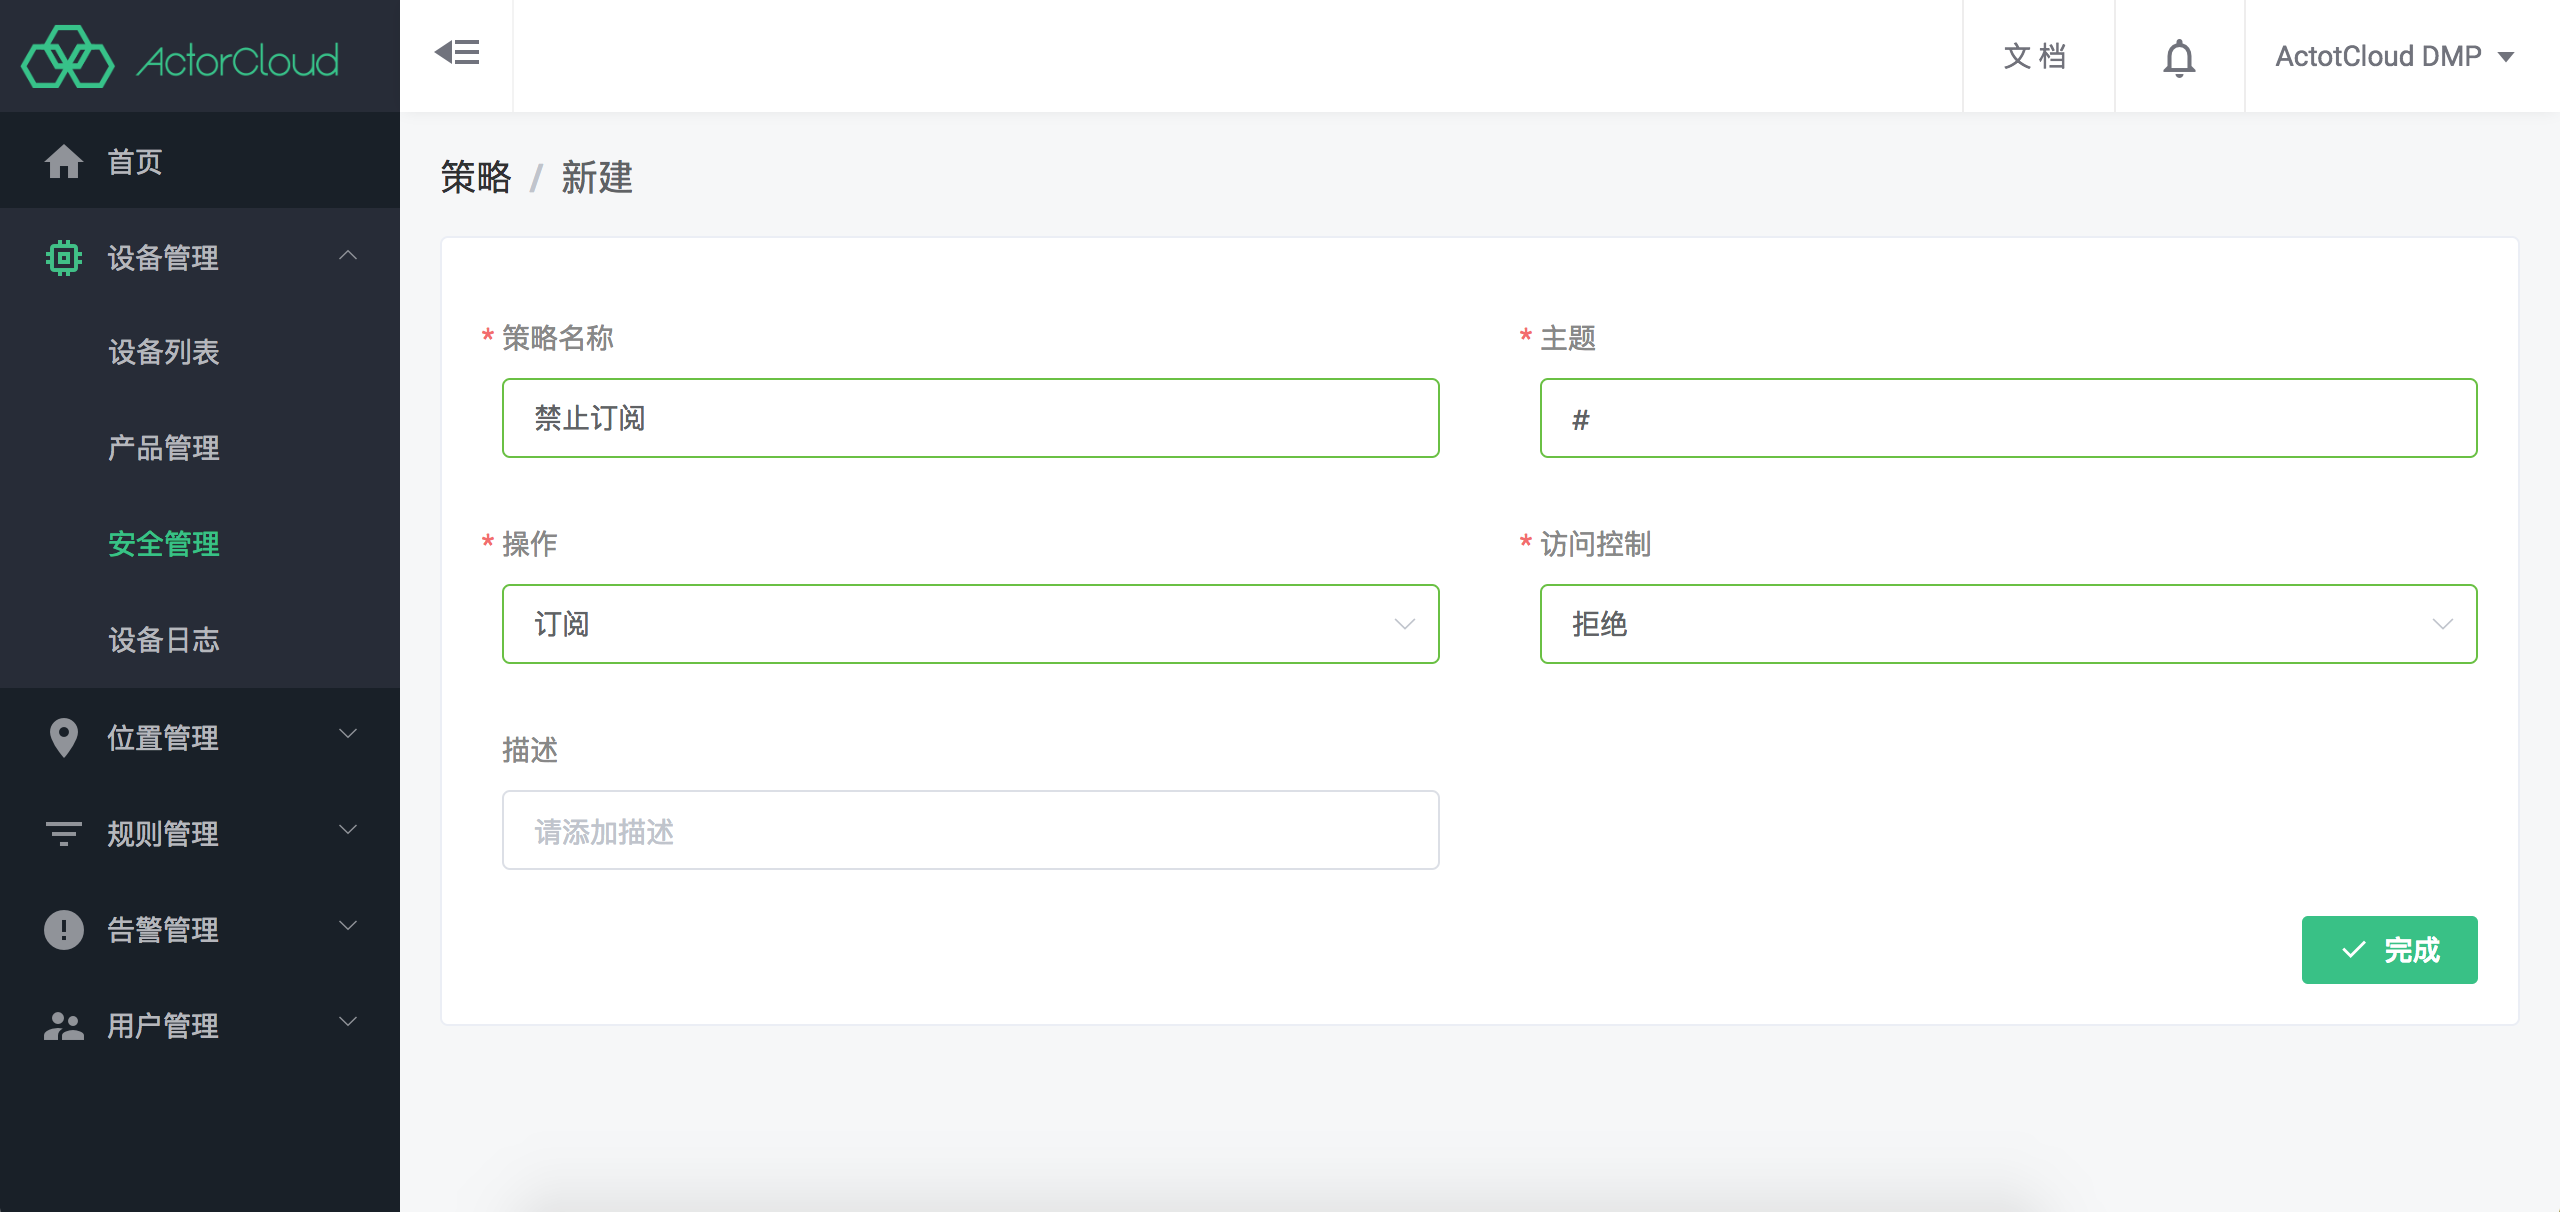 ActorCloud
文 档
ActotCloud DMP
首页
设备管理
设备列表
产品管理
安全管理
设备日志
位置管理
规则管理
告警管理
用户管理
策略 / 新建
* 策略名称
禁止订阅
* 主题
#
* 操作
订阅
* 访问控制
拒绝
描述
请添加描述
完成